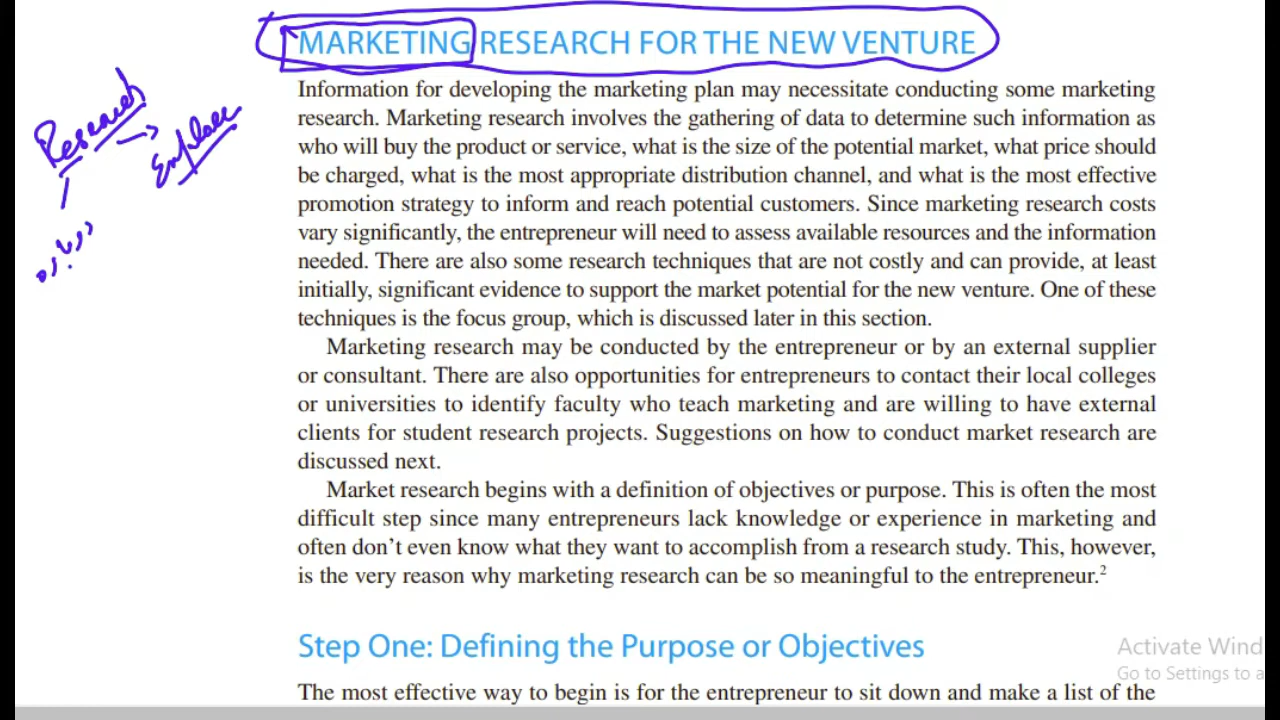 MARKETING RESEARCH FOR THE NEW VENTURE
Research
Information for developing the marketing plan may necessitate conducting some marketing
research. Marketing research involves the gathering of data to determine such information as
who will buy the product or service, what is the size of the potential market, what price should
be charged, what is the most appropriate distribution channel, and what is the most effective
promotion strategy to inform and reach potential customers. Since marketing research costs
vary significantly, the entrepreneur will need to assess available resources and the information
needed. There are also some research techniques that are not costly and can provide, at least
initially, significant evidence to support the market potential for the new venture. One of these
techniques is the focus group, which is discussed later in this section.
Marketing research may be conducted by the entrepreneur or by an external supplier
or consultant. There are also opportunities for entrepreneurs to contact their local colleges
or universities to identify faculty who teach marketing and are willing to have external
clients for student research projects. Suggestions on how to conduct market research are
discussed next.
Market research begins with a definition of objectives or purpose. This is often the most
difficult step since many entrepreneurs lack knowledge or experience in marketing and
often don’t even know what they want to accomplish from a research study. This, however,
is the very reason why marketing research can be so meaningful to the entrepreneur.2
Step One: Defining the Purpose or Objectives
Activate Wind
Go to Settings to a
The most effective way to begin is for the entrepreneur to sit down and make a list of the